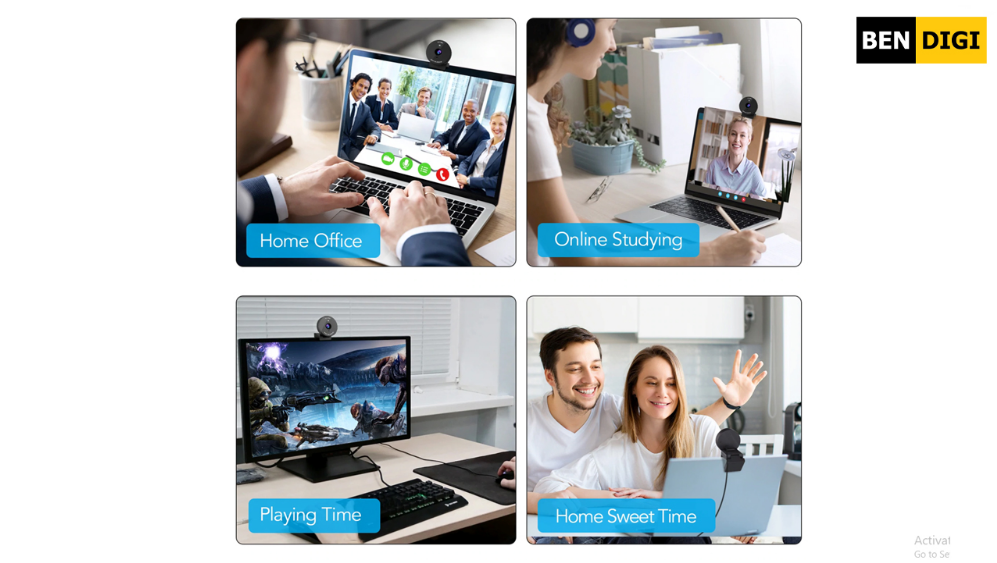 BEN DIGI
Home Office
Online Studying
Playing Time
Home Sweet Time
Activat
Go to Se